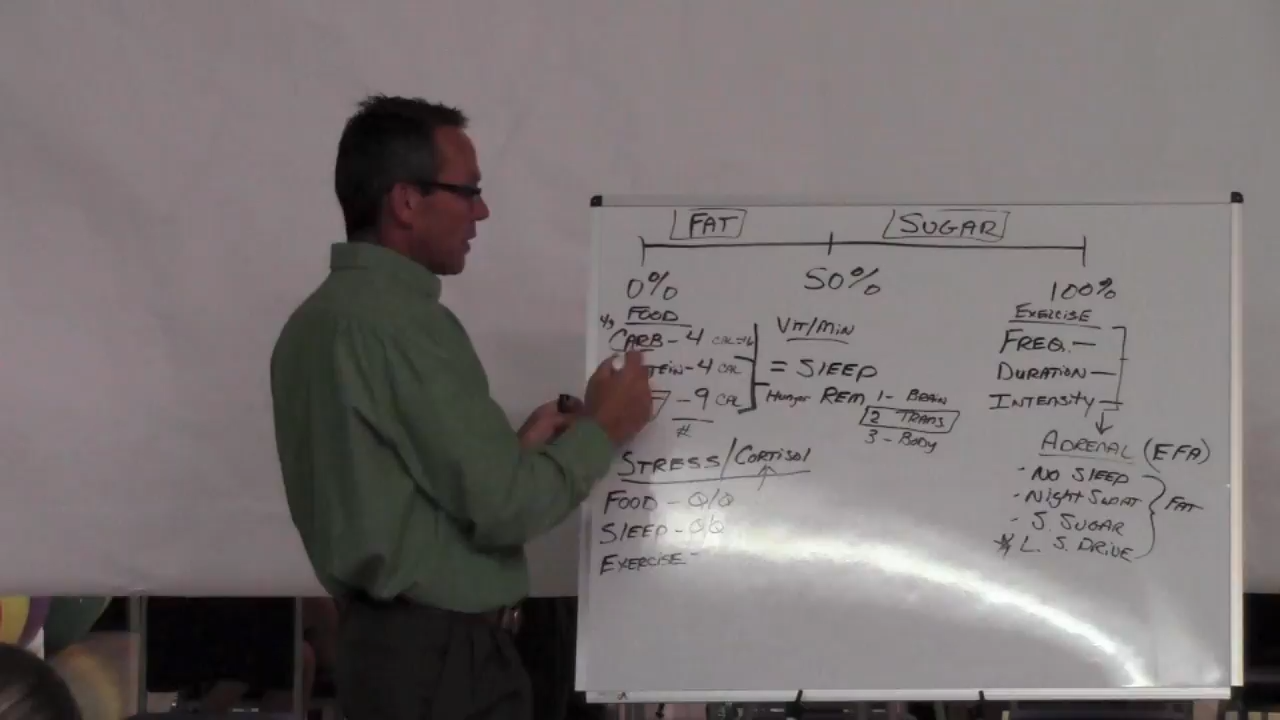 FAT SUGAR
0% 50% 100%
FOOD
CARB - 4 CAL
TEIN - 4 CAL
- 9 CAL
#
VIT/MIN
= SLEEP
Hunger REM 1 - BRAIN
2 TRANS
3 - BODY
STRESS/CORTISOL
FOOD - Q/Q
SLEEP - Q/Q
EXERCISE -
EXERCISE
FREQ. -
DURATION -
INTENSITY -
ADRENAL (EFA)
- NO SLEEP
- Night SWEAT
- S. SUGAR
L. S. DRIVE
FAT